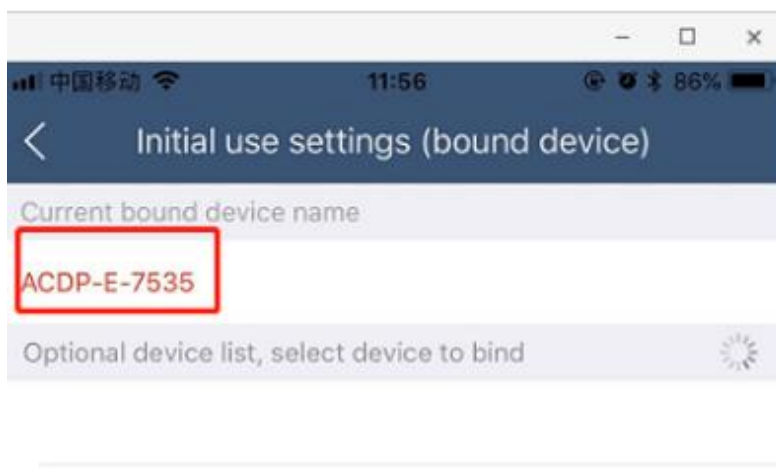 中国移动 11:56 86%
Initial use settings (bound device)
Current bound device name
ACDP-E-7535
Optional device list, select device to bind